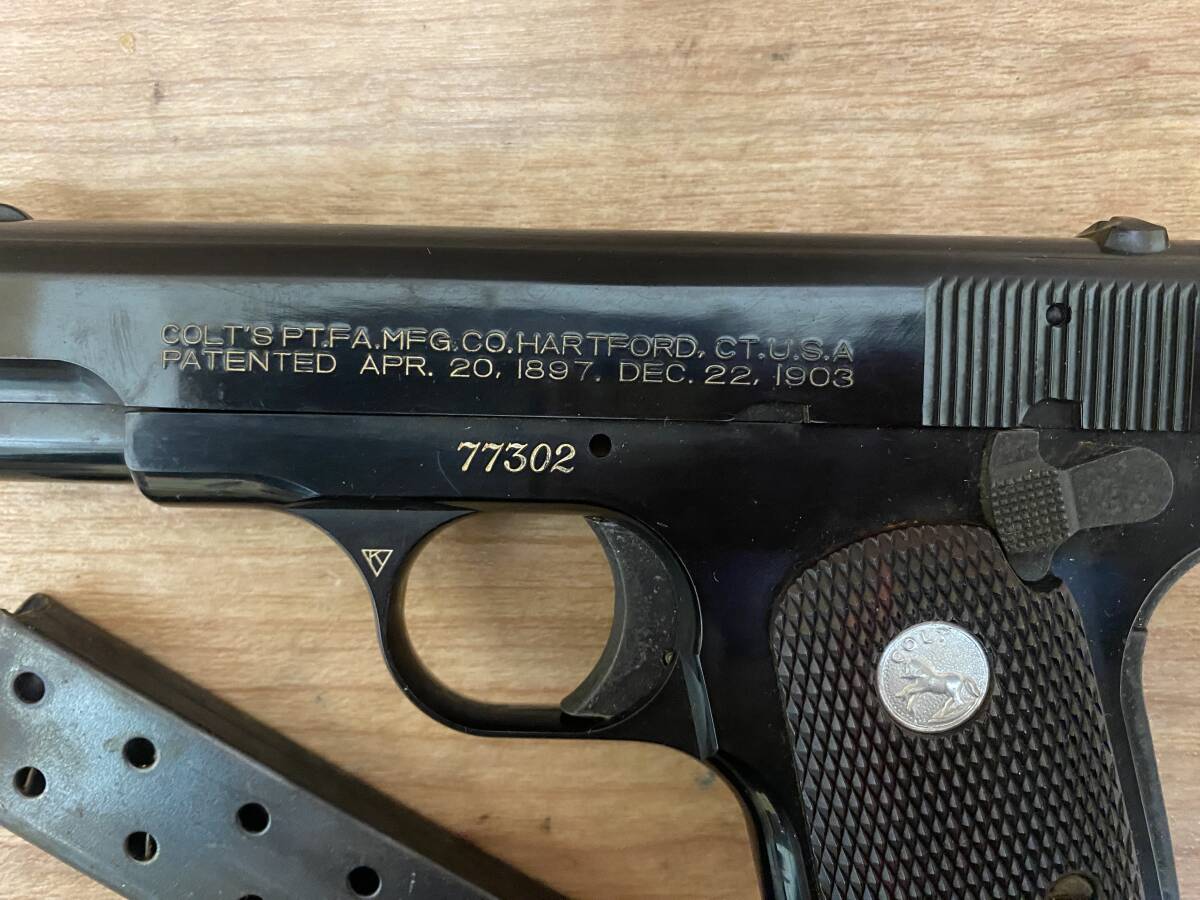 COLT'S PT.F.A.MFG.CO.HARTFORD, CT.U.S.A
PATENTED APR. 20, 1897. DEC. 22, 1903
77302
K
COLT